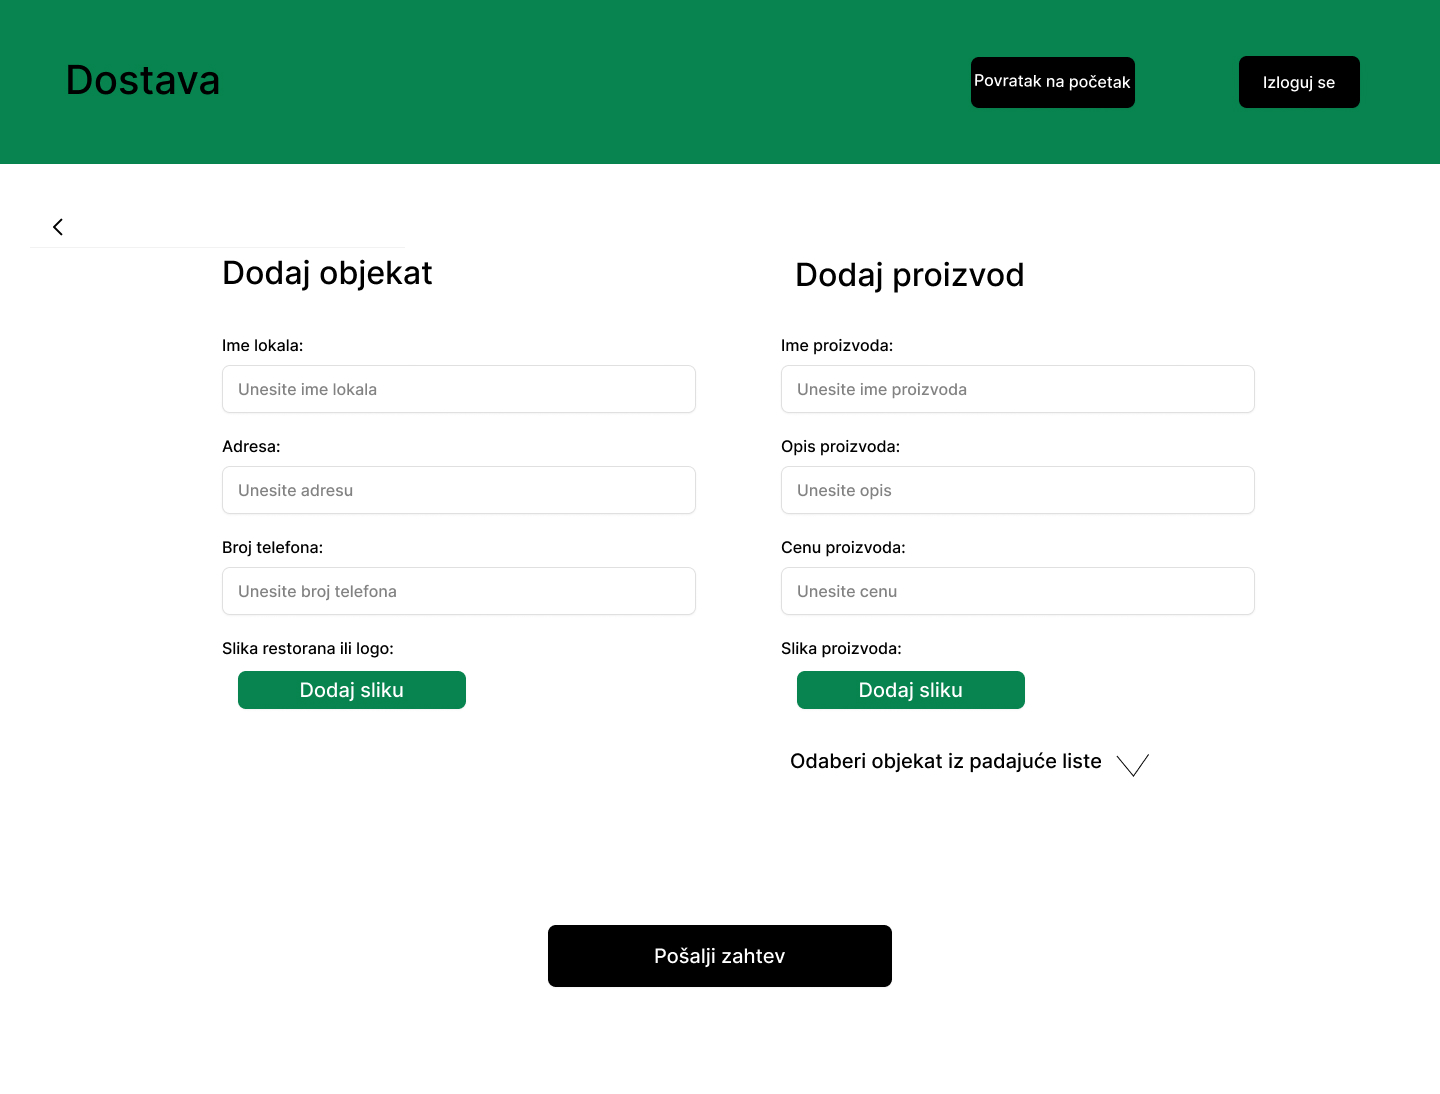 Dostava
Povratak na početak
Izloguj se
Dodaj objekat
Ime lokala:
Unesite ime lokala
Adresa:
Unesite adresu
Broj telefona:
Unesite broj telefona
Slika restorana ili logo:
Dodaj sliku
Dodaj proizvod
Ime proizvoda:
Unesite ime proizvoda
Opis proizvoda:
Unesite opis
Cenu proizvoda:
Unesite cenu
Slika proizvoda:
Dodaj sliku
Odaberi objekat iz padajuće liste
Pošalji zahtev